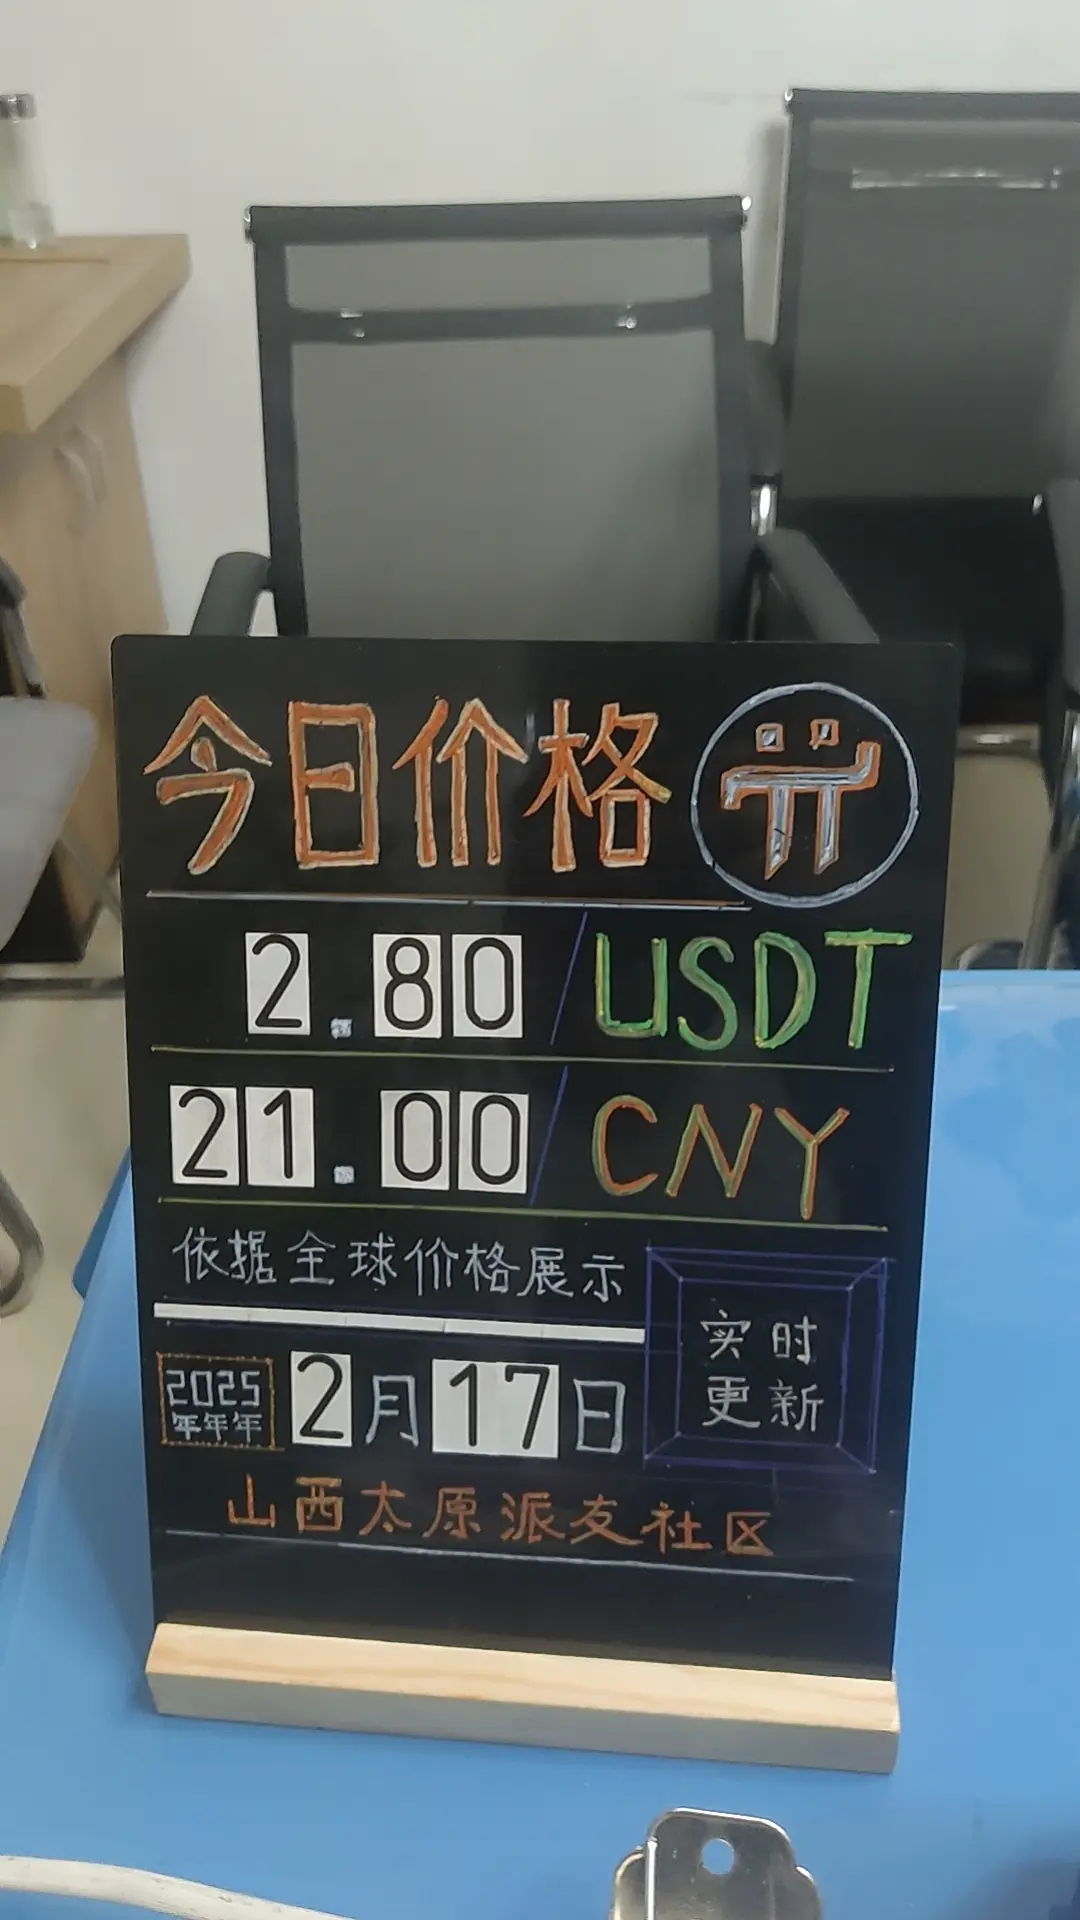 今日价格
2.80/USDT
21.00/CNY
依据全球价格展示
实时
更新
2025
年年年
2月17日
山西太原派友社区